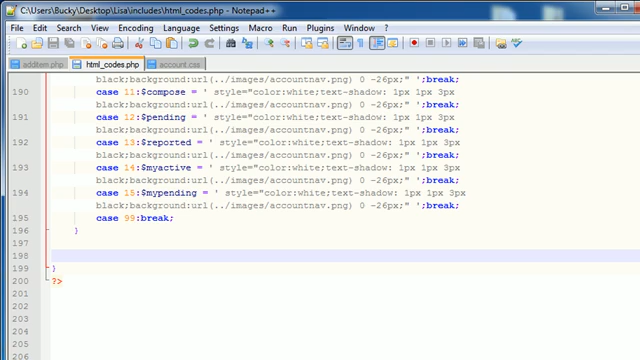 C:\Users\Bucky\Desktop\Lisa\includes\html_codes.php - Notepad++
File Edit Search View Encoding Language Settings Macro Run Plugins Window ?
additem.php html_codes.php account.css
black;background:url(../images/accountnav.png) 0 -26px;" ';break;
190 case 11:$compose = ' style="color:white;text-shadow: 1px 1px 3px
black;background:url(../images/accountnav.png) 0 -26px;" ';break;
191 case 12:$pending = ' style="color:white;text-shadow: 1px 1px 3px
black;background:url(../images/accountnav.png) 0 -26px;" ';break;
192 case 13:$reported = ' style="color:white;text-shadow: 1px 1px 3px
black;background:url(../images/accountnav.png) 0 -26px;" ';break;
193 case 14:$myactive = ' style="color:white;text-shadow: 1px 1px 3px
black;background:url(../images/accountnav.png) 0 -26px;" ';break;
194 case 15:$mypending = ' style="color:white;text-shadow: 1px 1px 3px
black;background:url(../images/accountnav.png) 0 -26px;" ';break;
195 case 99:break;
196 }
197
198
199 }
200 ?>
201
202
203
204
205
206